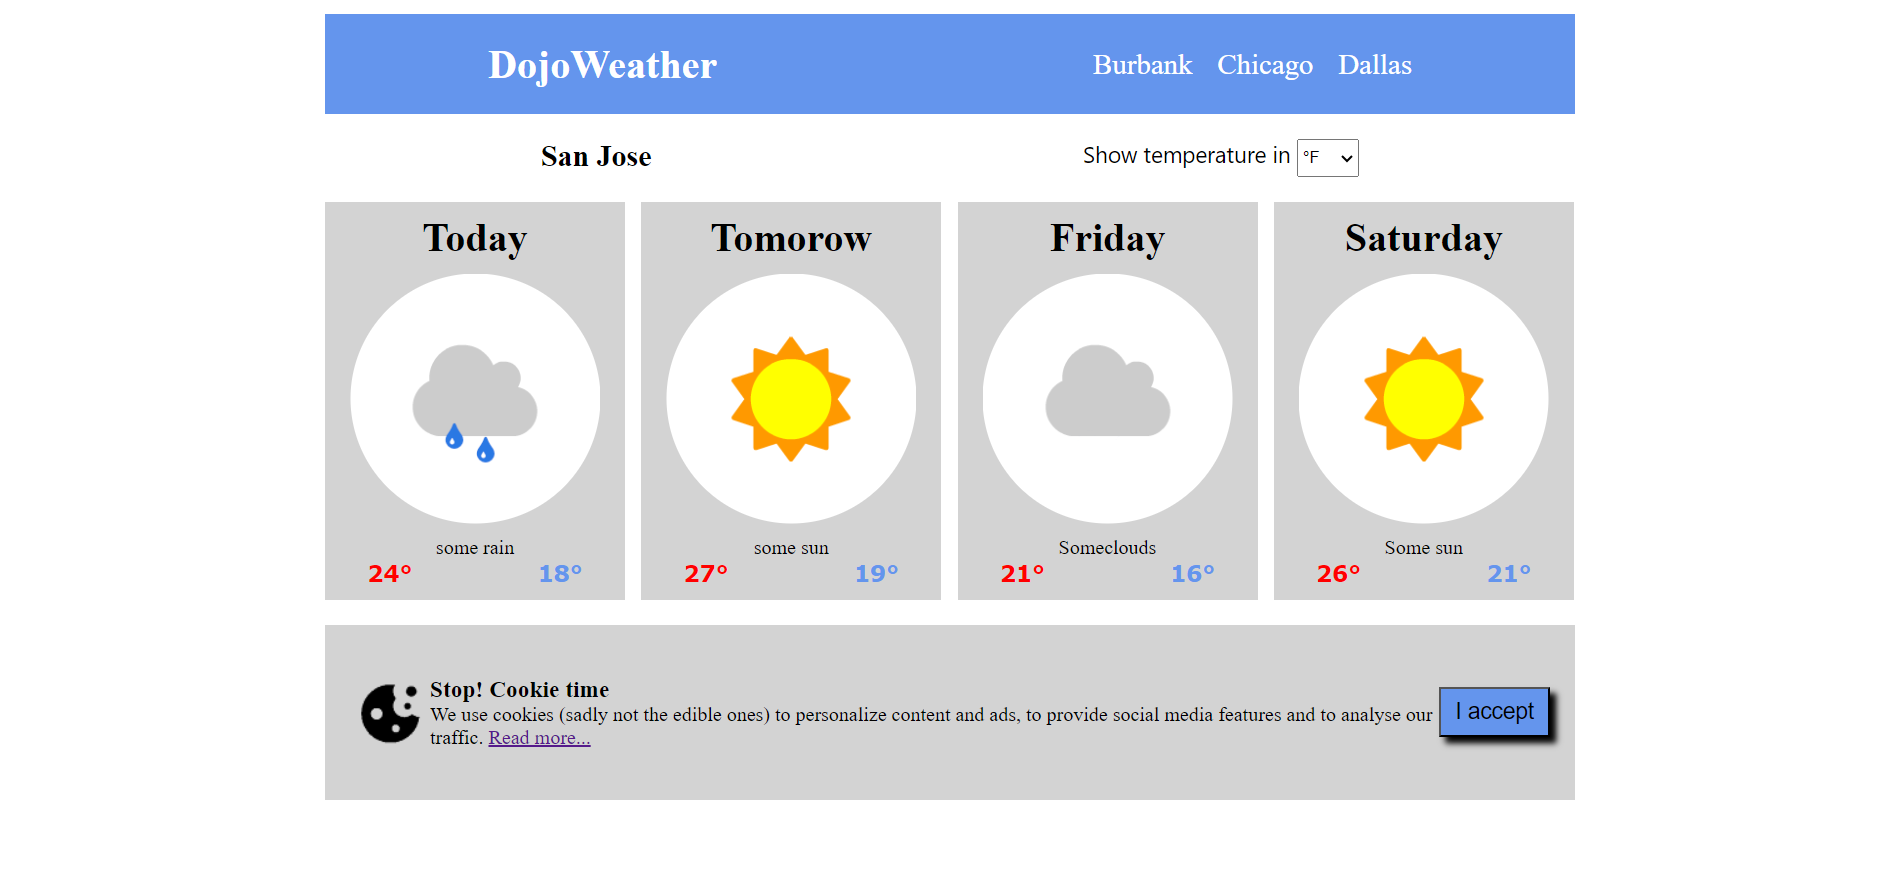 DojoWeather
Burbank Chicago Dallas
San Jose
Show temperature in °F
Today
Tomorow
Friday
Saturday
some rain
some sun
Someclouds
Some sun
24° 18°
27° 19°
21° 16°
26° 21°
Stop! Cookie time
We use cookies (sadly not the edible ones) to personalize content and ads, to provide social media features and to analyse our
traffic. Read more...
I accept